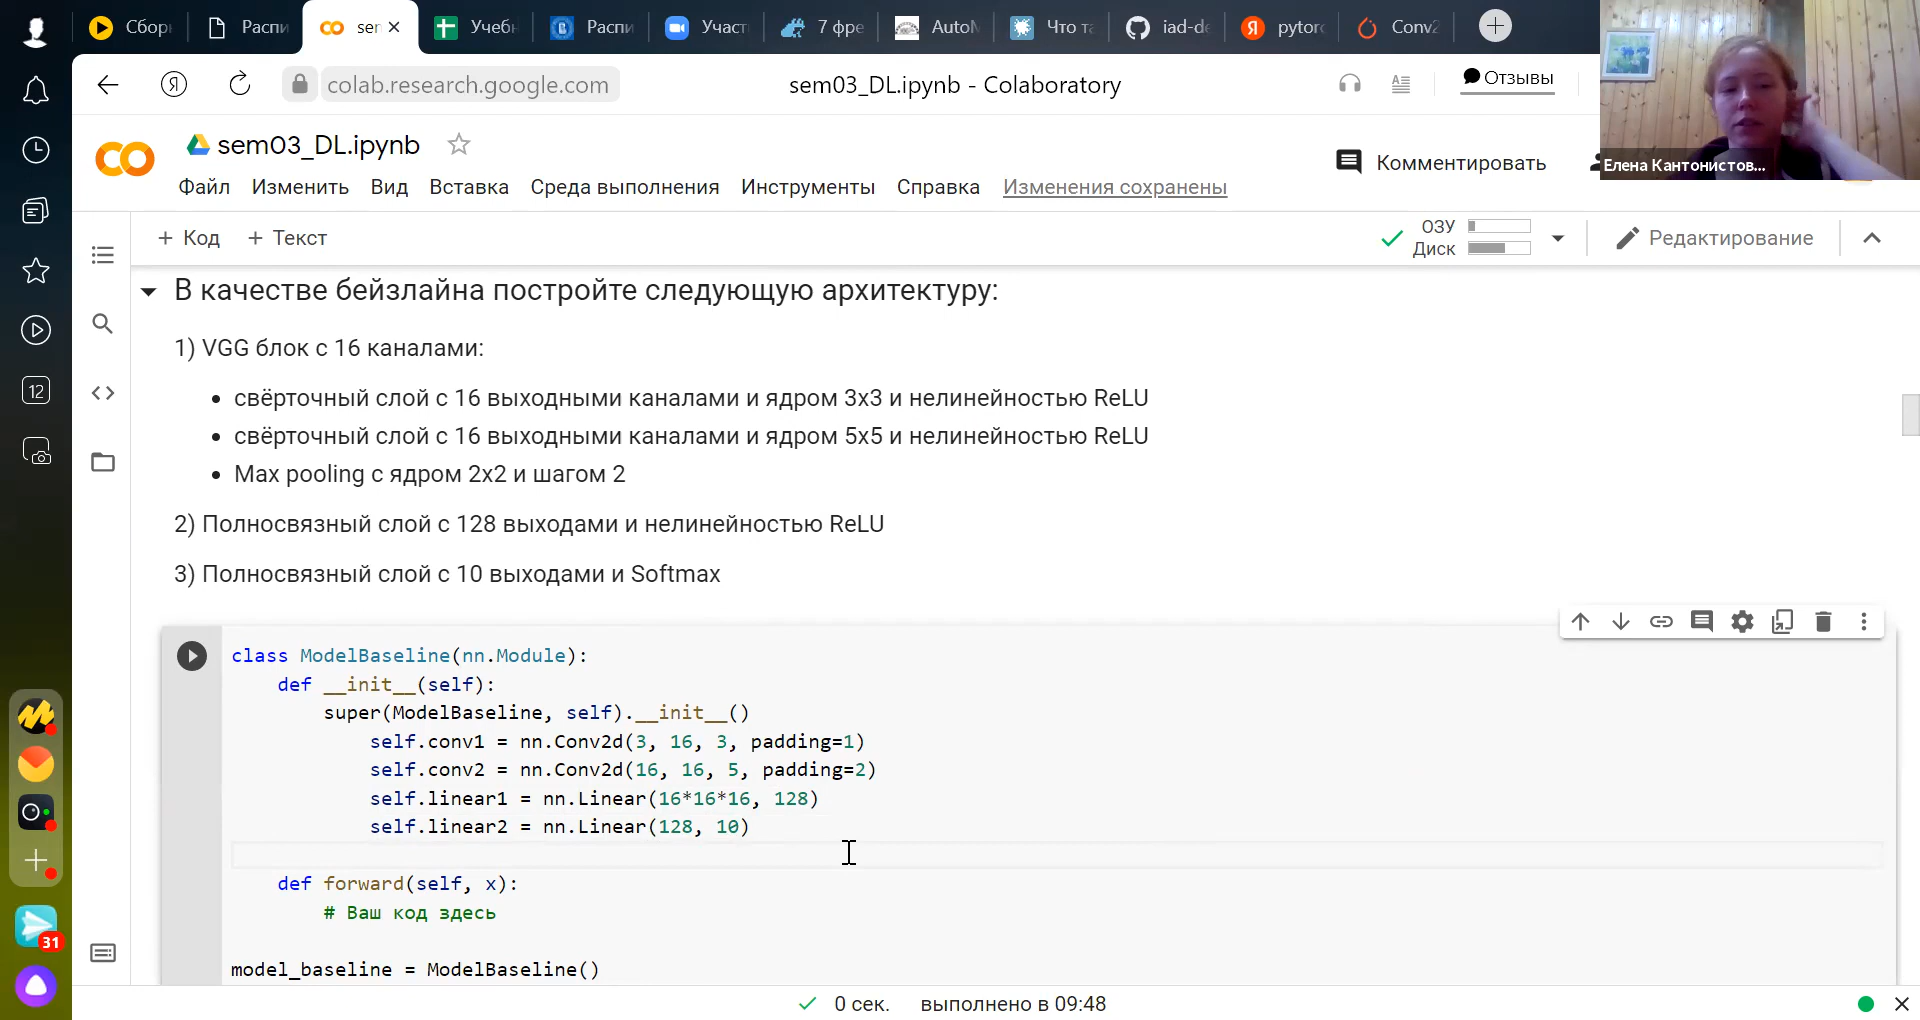 Сбор
Распи
sem
Учеб
Распи
Участ
7 фре
AutoM
Что та
iad-de
pytorc
Conv2
colab.research.google.com
sem03_DL.ipynb - Colaboratory
Отзывы
Елена Кантонистов...
sem03_DL.ipynb
Комментировать
Файл Изменить Вид Вставка Среда выполнения Инструменты Справка Изменения сохранены
+ Код + Текст
ОЗУ
Диск
Редактирование
В качестве бейзлайна постройте следующую архитектуру:
1) VGG блок с 16 каналами:
• свёрточный слой с 16 выходными каналами и ядром 3x3 и нелинейностью ReLU
• свёрточный слой с 16 выходными каналами и ядром 5x5 и нелинейностью ReLU
• Max pooling с ядром 2x2 и шагом 2
2) Полносвязный слой с 128 выходами и нелинейностью ReLU
3) Полносвязный слой с 10 выходами и Softmax
class ModelBaseline(nn.Module):
def __init__(self):
super(ModelBaseline, self).__init__()
self.conv1 = nn.Conv2d(3, 16, 3, padding=1)
self.conv2 = nn.Conv2d(16, 16, 5, padding=2)
self.linear1 = nn.Linear(16*16*16, 128)
self.linear2 = nn.Linear(128, 10)
def forward(self, x):
# Ваш код здесь
model_baseline = ModelBaseline()
0 сек. выполнено в 09:48
12
31